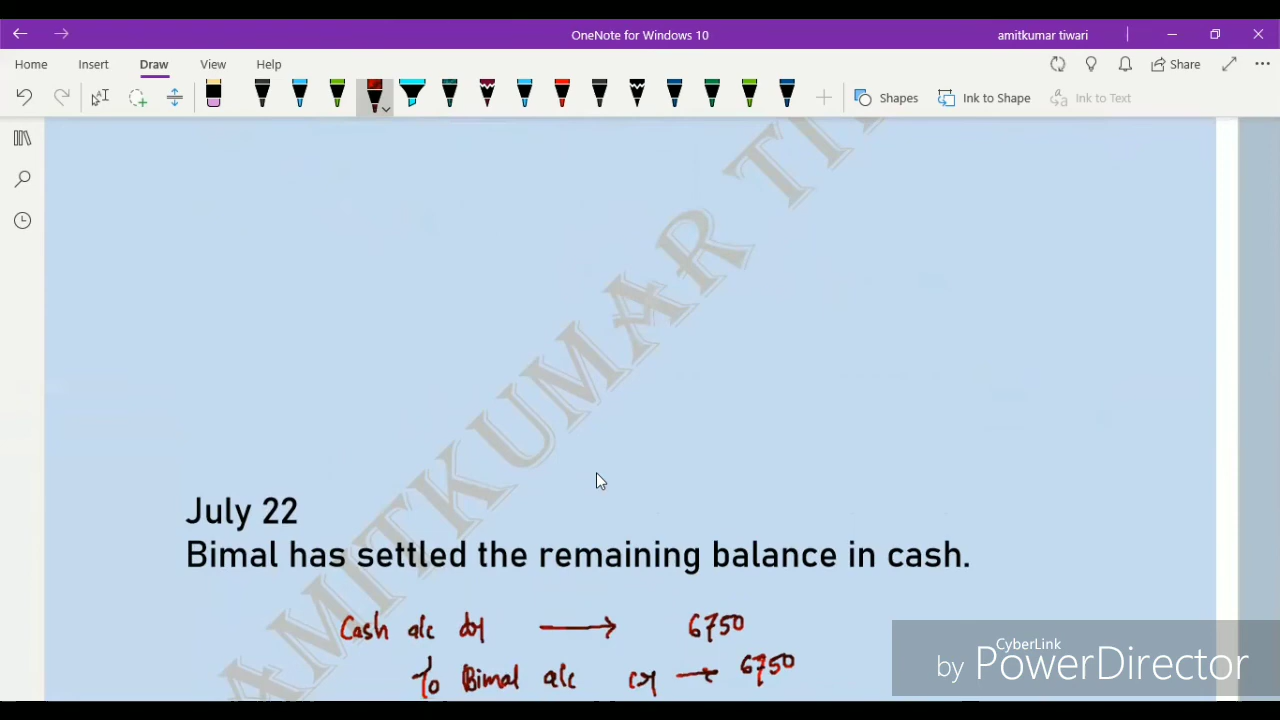 OneNote for Windows 10
amitkumar tiwari
Home Insert Draw View Help
Share
Shapes
Ink to Shape
Ink to Text
AMITKUMAR TI
July 22
Bimal has settled the remaining balance in cash.
Cash a/c dr → 6750
To Bimal a/c cr → 6750
by CyberLink PowerDirector